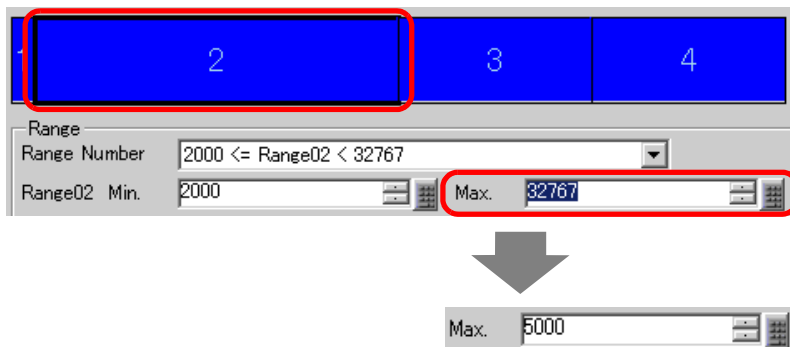 1 2 3 4
Range
Range Number 2000 <= Range02 < 32767
Range02 Min. 2000 Max. 32767
Max. 5000